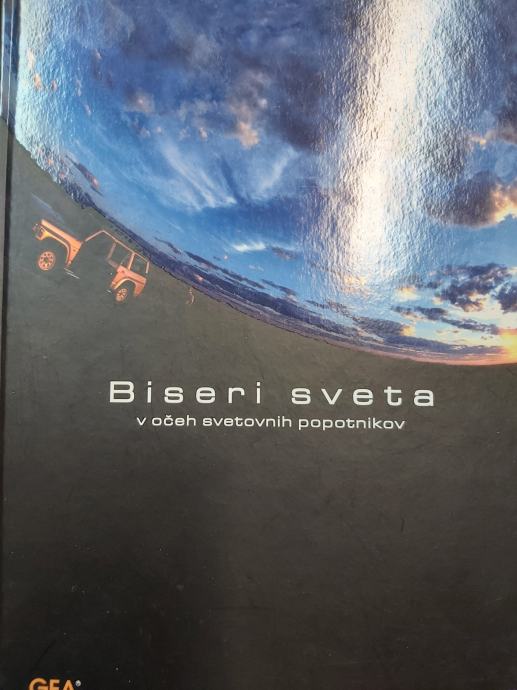 Biseri sveta
v očeh svetovnih popotnikov
GEA®